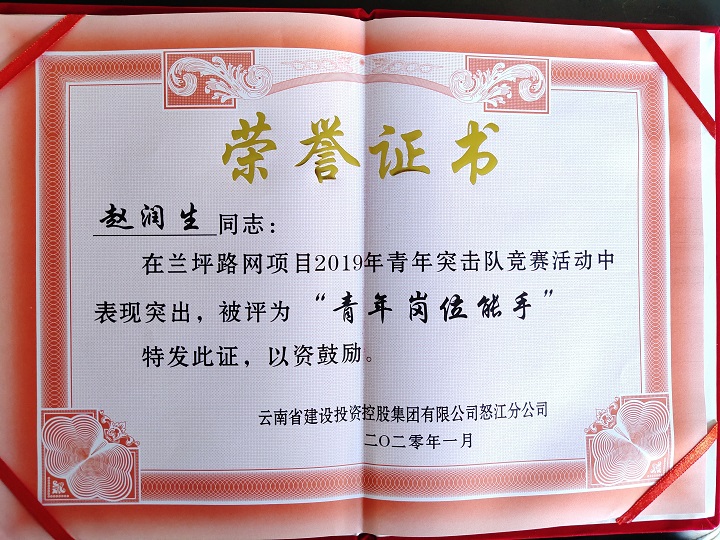 荣誉证书
赵润生同志：
在兰坪路网项目2019年青年突击队竞赛活动中
表现突出，被评为“青年岗位能手”
特发此证，以资鼓励。
云南省建设投资控股集团有限公司怒江分公司
二〇二零年一月